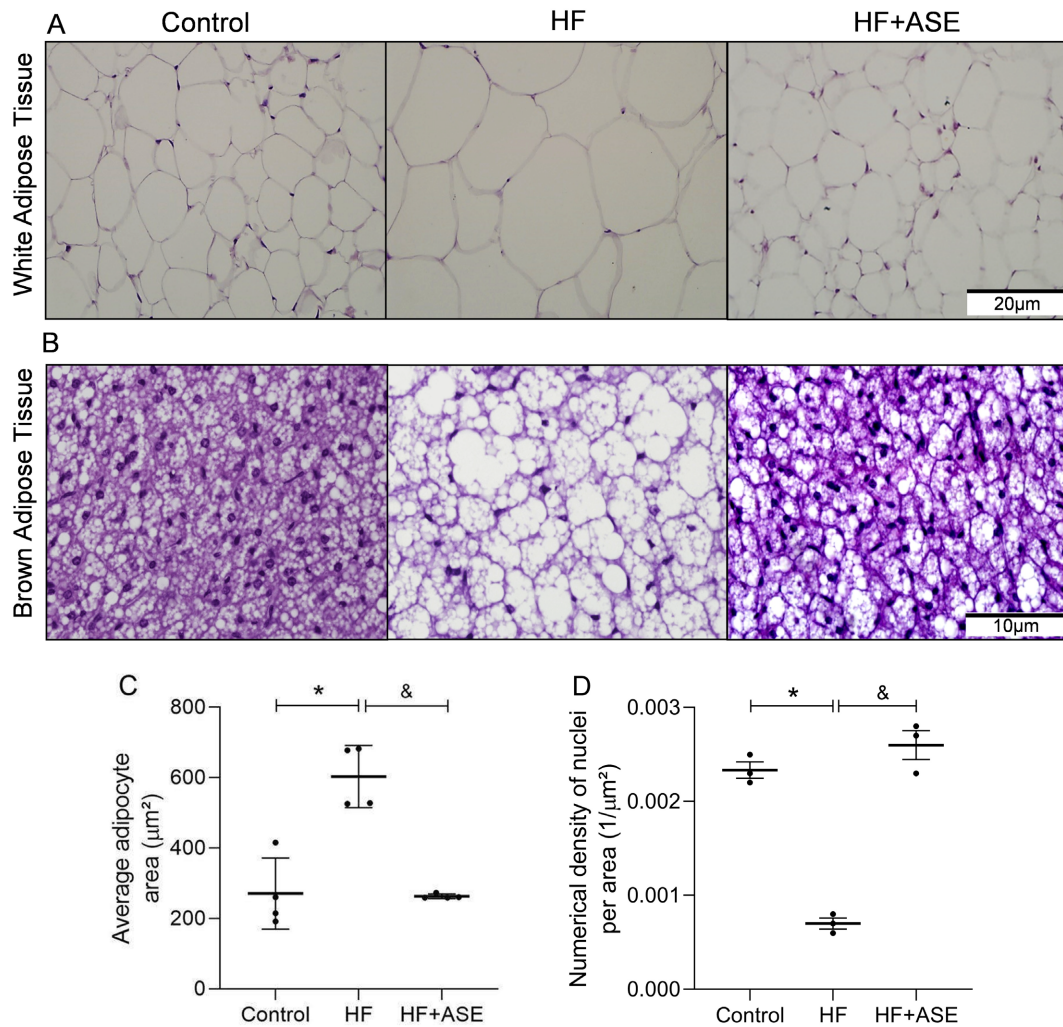 A
Control
HF
HF+ASE
White Adipose Tissue
20µm
B
Brown Adipose Tissue
10µm
C
Average adipocyte
area (µm²)
800
600
400
200
0
*
&
Control
HF
HF+ASE
D
Numerical density of nuclei
per area (1/µm²)
0.003
0.002
0.001
0.000
*
&
Control
HF
HF+ASE